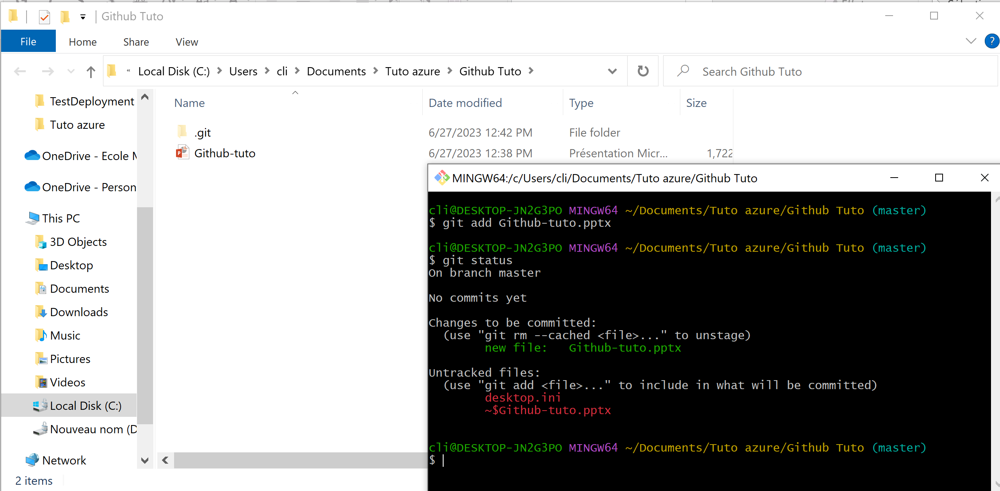 Github Tuto
File Home Share View
« Local Disk (C:) > Users > cli > Documents > Tuto azure > Github Tuto >
Search Github Tuto
Name Date modified Type Size
TestDeployment
Tuto azure
OneDrive - Ecole
OneDrive - Person
This PC
3D Objects
Desktop
Documents
Downloads
Music
Pictures
Videos
Local Disk (C:)
Nouveau nom (D
Network
2 items
.git 6/27/2023 12:42 PM File folder
Github-tuto 6/27/2023 12:38 PM Présentation Micr... 1,722
MINGW64:/c/Users/cli/Documents/Tuto azure/Github Tuto
cli@DESKTOP-JN2G3PO MINGW64 ~/Documents/Tuto azure/Github Tuto (master)
$ git add Github-tuto.pptx
cli@DESKTOP-JN2G3PO MINGW64 ~/Documents/Tuto azure/Github Tuto (master)
$ git status
On branch master
No commits yet
Changes to be committed:
(use "git rm --cached <file>..." to unstage)
new file: Github-tuto.pptx
Untracked files:
(use "git add <file>..." to include in what will be committed)
desktop.ini
~$Github-tuto.pptx
cli@DESKTOP-JN2G3PO MINGW64 ~/Documents/Tuto azure/Github Tuto (master)
$